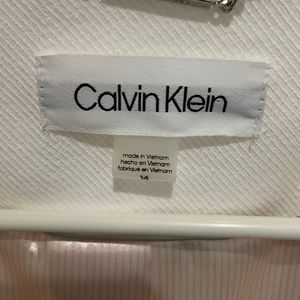 Calvin Klein
made in Vietnam
hecho en Vietnam
fabriqué en Vietnam
14